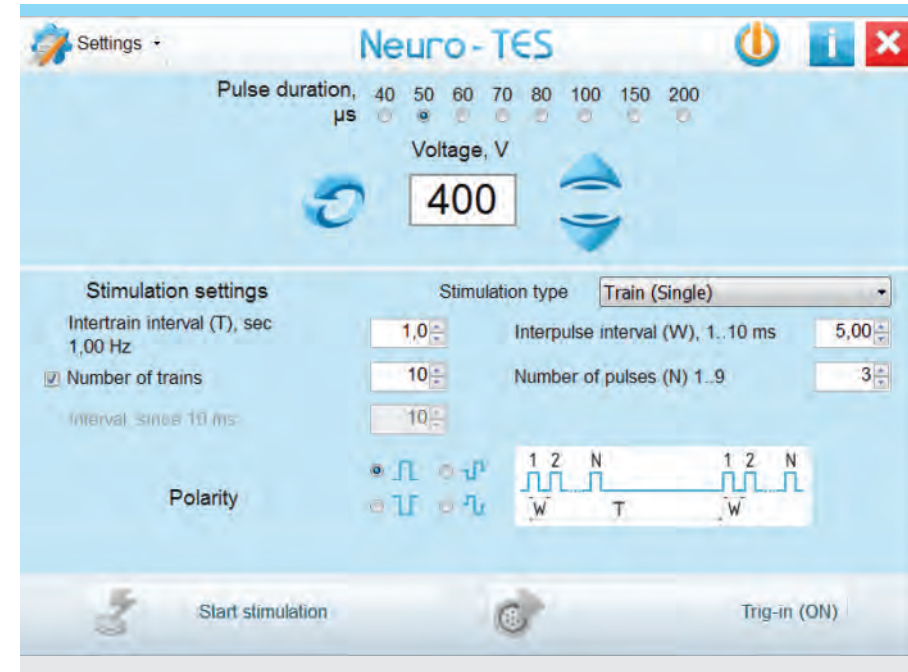 Settings
Neuro-TES
Pulse duration, 40 50 60 70 80 100 150 200
μs
Voltage, V
400
Stimulation settings
Stimulation type Train (Single)
Intertrain interval (T), sec 1,0 Interpulse interval (W), 1..10 ms 5,00
1,00 Hz
Number of trains 10 Number of pulses (N) 1..9 3
Interval, since 10 ms 10
1 2 N 1 2 N
Polarity
W T W
Start stimulation Trig-in (ON)